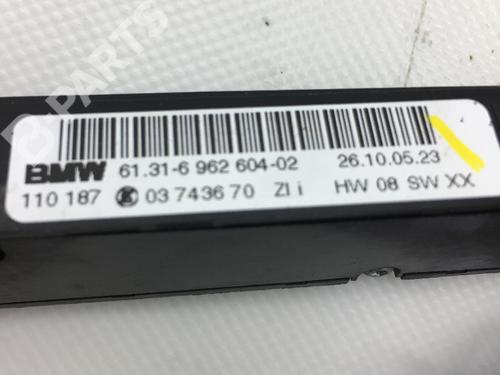 B-PARTS
BMW 61.31-6 962 604-02 26.10.05.23
110 187 03 743670 ZI i HW 08 SW XX